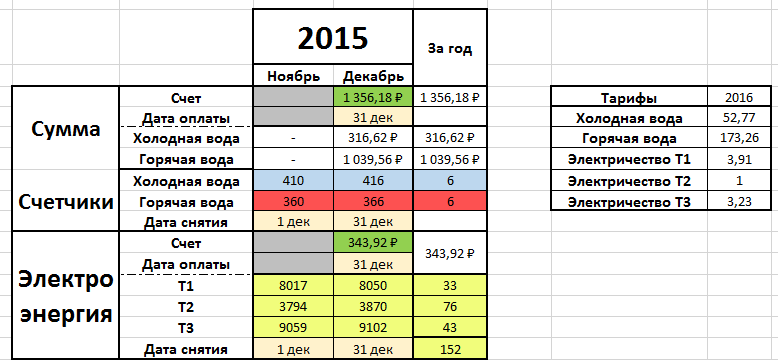 2015 За год
Ноябрь Декабрь
Сумма Счет 1 356,18 ₽ 1 356,18 ₽
Дата оплаты 31 дек
Холодная вода - 316,62 ₽ 316,62 ₽
Горячая вода - 1 039,56 ₽ 1 039,56 ₽
Счетчики Холодная вода 410 416 6
Горячая вода 360 366 6
Дата снятия 1 дек 31 дек
Электро энергия Счет 343,92 ₽ 343,92 ₽
Дата оплаты 31 дек
Т1 8017 8050 33
Т2 3794 3870 76
Т3 9059 9102 43
Дата снятия 1 дек 31 дек 152
Тарифы 2016
Холодная вода 52,77
Горячая вода 173,26
Электричество Т1 3,91
Электричество Т2 1
Электричество Т3 3,23